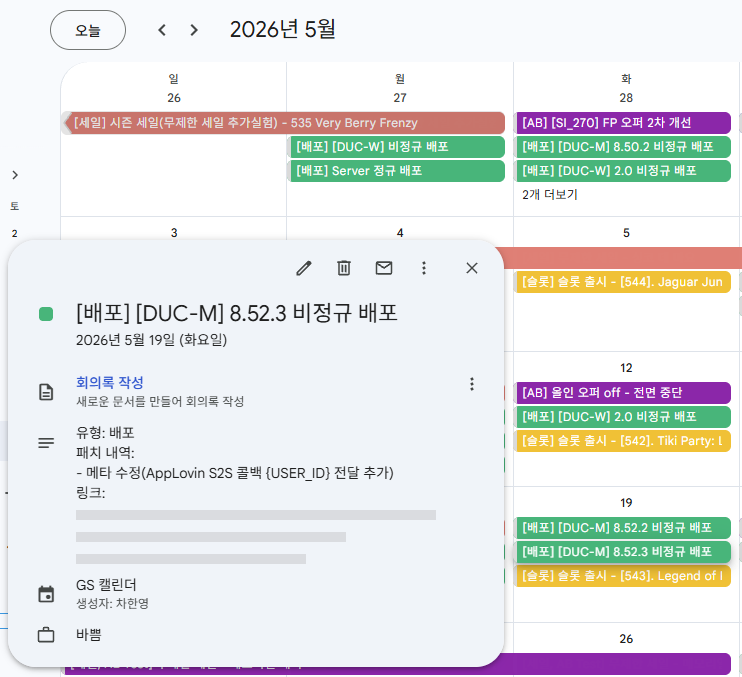 오늘
2026년 5월
일
월
화
26
27
28
[세일] 시즌 세일(무제한 세일 추가실험) - 535 Very Berry Frenzy
[AB] [SI_270] FP 오퍼 2차 개선
[배포] [DUC-W] 비정규 배포
[배포] [DUC-M] 8.50.2 비정규 배포
[배포] Server 정규 배포
[배포] [DUC-W] 2.0 비정규 배포
2개 더보기
토
2
3
4
5
[슬롯] 슬롯 출시 - [544]. Jaguar Jun
[배포] [DUC-M] 8.52.3 비정규 배포
2026년 5월 19일 (화요일)
회의록 작성
새로운 문서를 만들어 회의록 작성
유형: 배포
패치 내역:
- 메타 수정(AppLovin S2S 콜백 {USER_ID} 전달 추가)
링크:
GS 캘린더
생성자: 차한영
바쁨
12
[AB] 올인 오퍼 off - 전면 중단
[배포] [DUC-W] 2.0 비정규 배포
[슬롯] 슬롯 출시 - [542]. Tiki Party:
19
[배포] [DUC-M] 8.52.2 비정규 배포
[배포] [DUC-M] 8.52.3 비정규 배포
[슬롯] 슬롯 출시 - [543]. Legend of
26